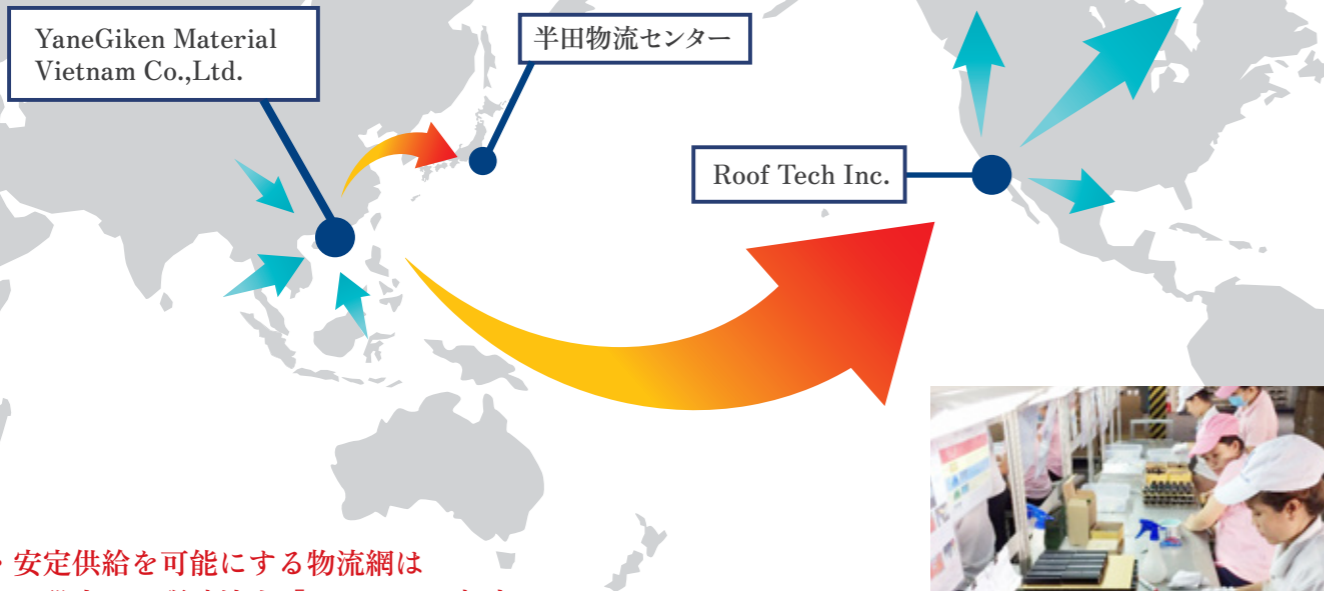 YaneGiken Material
Vietnam Co.,Ltd.
半田物流センター
Roof Tech Inc.
安定供給を可能にする物流網は